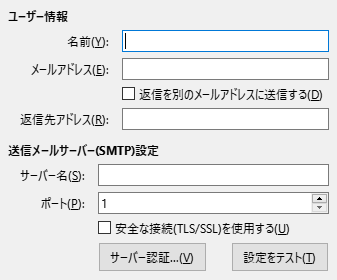 ユーザー情報
名前(Y):
メールアドレス(E):
返信を別のメールアドレスに送信する(D)
返信先アドレス(R):
送信メールサーバー(SMTP)設定
サーバー名(S):
ポート(P): 1
安全な接続(TLS/SSL)を使用する(U)
サーバー認証...(V) 設定をテスト(T)